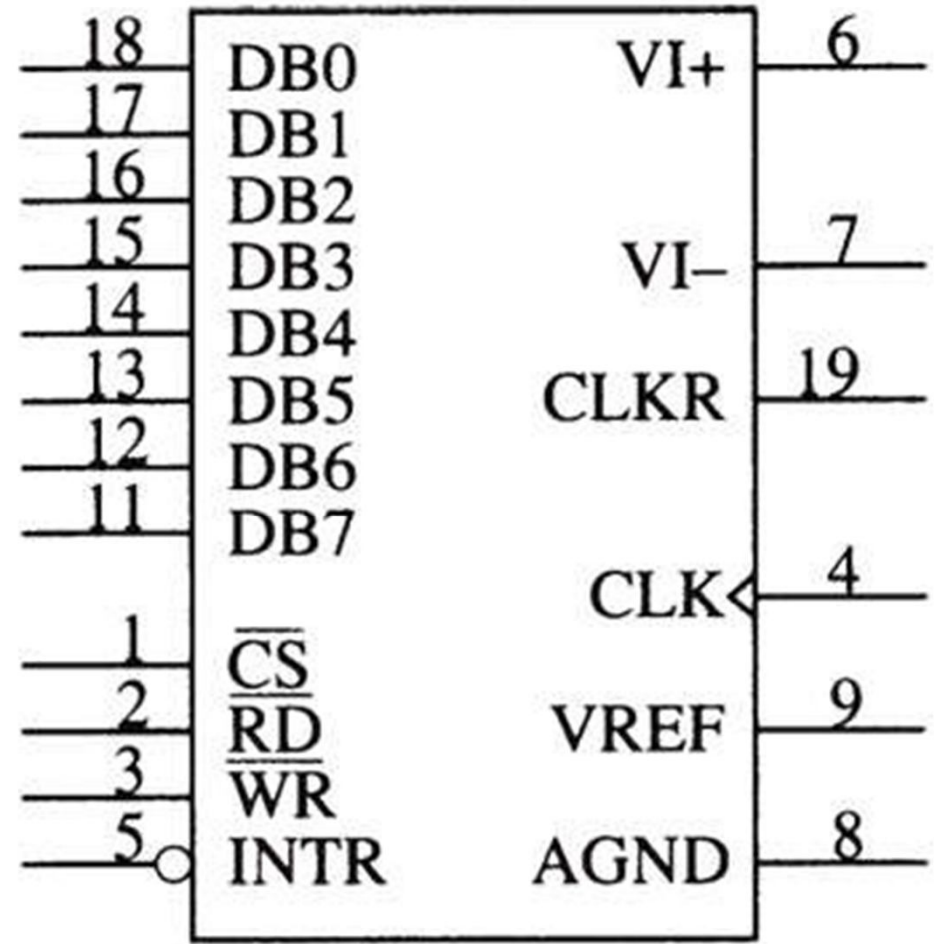 18 DB0 VI+ 6
17 DB1
16 DB2
15 DB3 VI– 7
14 DB4
13 DB5 CLKR 19
12 DB6
11 DB7
CLK 4
1 CS
2 RD VREF 9
3 WR
5 INTR AGND 8